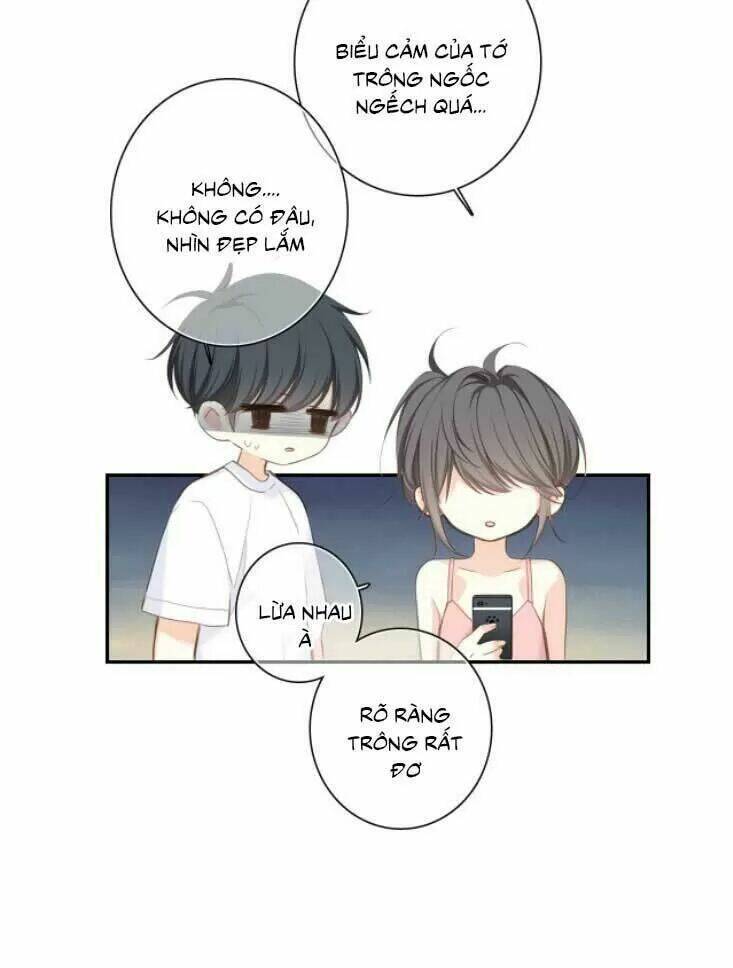 BIỂU CẢM CỦA TỚ
TRÔNG NGỐC
NGẾCH QUÁ...
KHÔNG....
KHÔNG CÓ ĐÂU,
NHÌN ĐẸP LẮM
LỪA NHAU
À
RÕ RÀNG
TRÔNG RẤT
ĐƠ